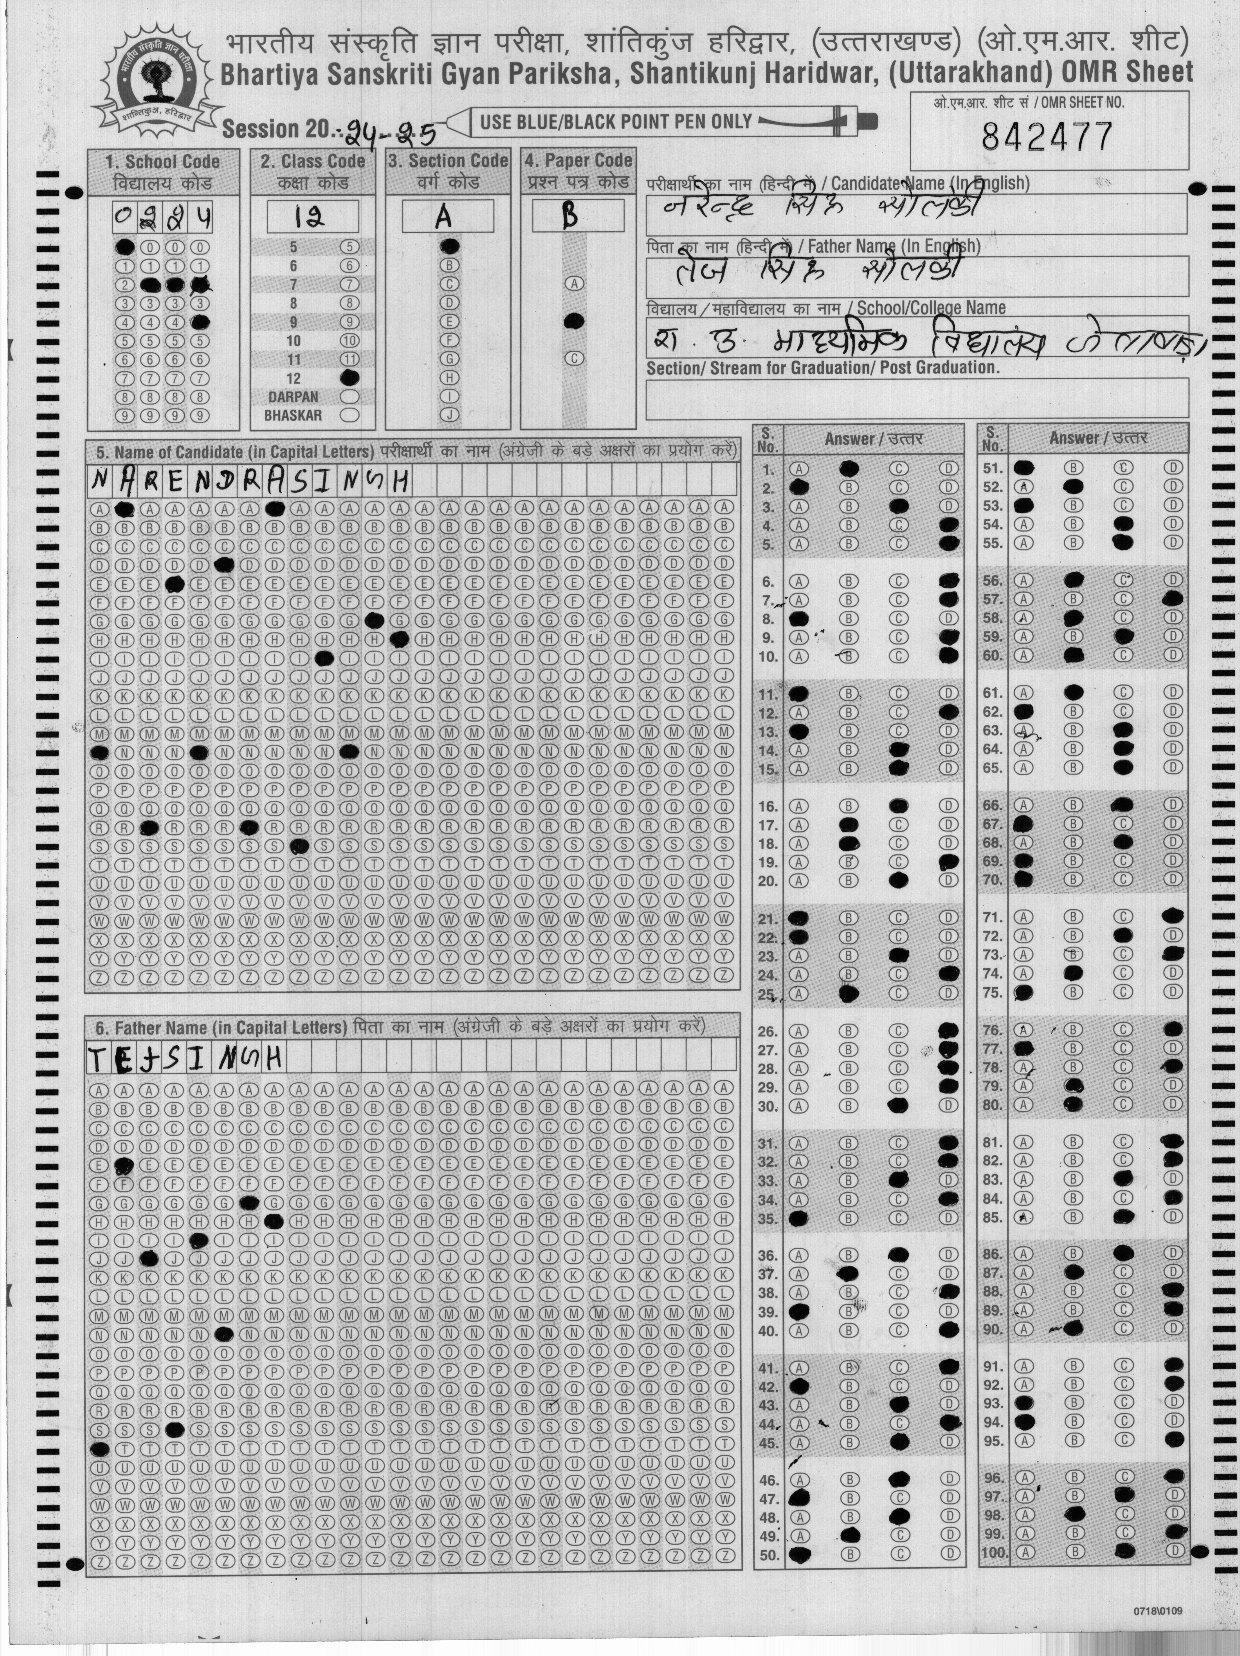 भारतीय संस्कृति ज्ञान परीक्षा, शांतिकुंज हरिद्वार, (उत्तराखण्ड) (ओ.एम.आर. शीट)
Bhartiya Sanskriti Gyan Pariksha, Shantikunj Haridwar, (Uttarakhand) OMR Sheet
Session 20..24-25
USE BLUE/BLACK POINT PEN ONLY
ओ.एम.आर. शीट सं / OMR SHEET NO.
842477
1. School Code
विद्यालय कोड
0224
2. Class Code
कक्षा कोड
12
5
6
7
8
9
10
11
12
DARPAN
BHASKAR
3. Section Code
वर्ग कोड
A
4. Paper Code
प्रश्न पत्र कोड
B
परीक्षार्थी का नाम (हिन्दी में) / Candidate Name (In English)
नरेन्द्र सिंह सोलंकी
पिता का नाम (हिन्दी में) / Father Name (In English)
तेज सिंह सोलंकी
विद्यालय / महाविद्यालय का नाम / School/College Name
रा. उ. माध्यमिक विद्यालय
Section/ Stream for Graduation/ Post Graduation.
5. Name of Candidate (in Capital Letters) परीक्षार्थी का नाम (अंग्रेजी के बडे अक्षरों का प्रयोग करें)
NARENDRASINGH
6. Father Name (in Capital Letters) पिता का नाम (अंग्रेजी के बडे अक्षरों का प्रयोग करें)
TEJSINGH
S. No. Answer / उत्तर
S. No. Answer / उत्तर
0718\0109